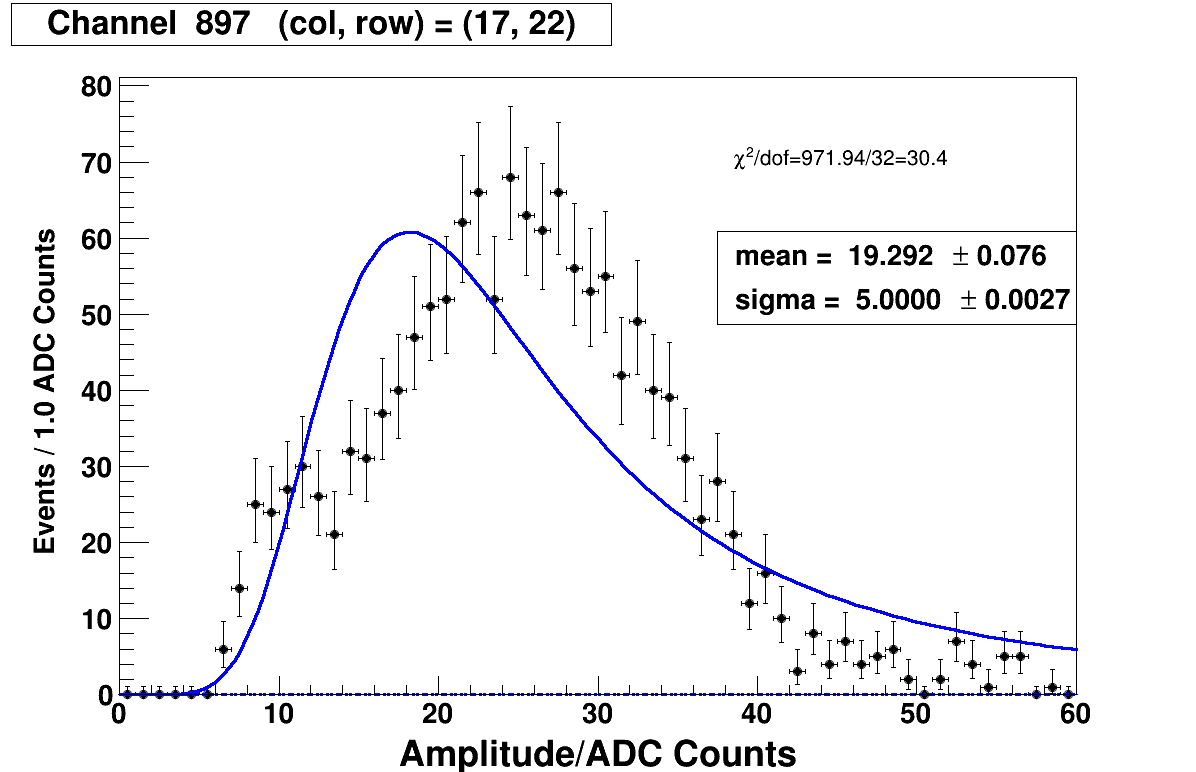 Channel 897 (col, row) = (17, 22)
80
70
60
50
40
30
20
10
0
Events / 1.0 ADC Counts
χ²/dof=971.94/32=30.4
mean = 19.292 ± 0.076
sigma = 5.0000 ± 0.0027
0 10 20 30 40 50 60
Amplitude/ADC Counts